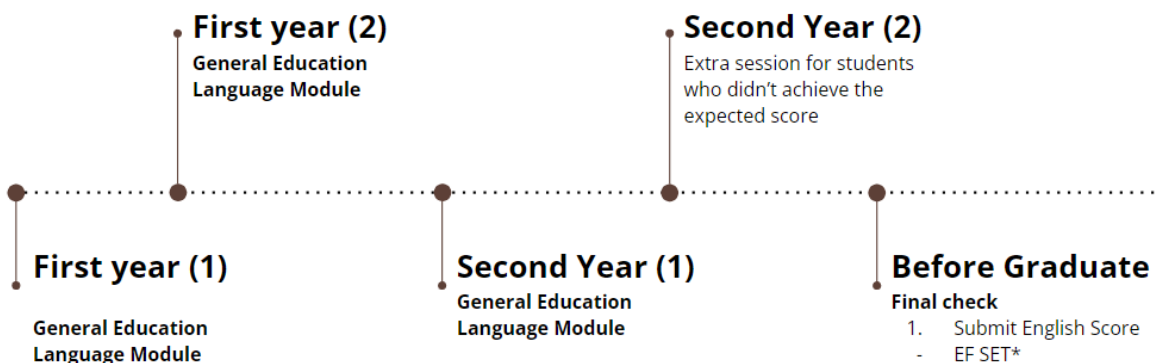 First year (2)
General Education
Language Module
Second Year (2)
Extra session for students
who didn't achieve the
expected score
First year (1)
General Education
Language Module
Second Year (1)
General Education
Language Module
Before Graduate
Final check
1. Submit English Score
- EF SET*